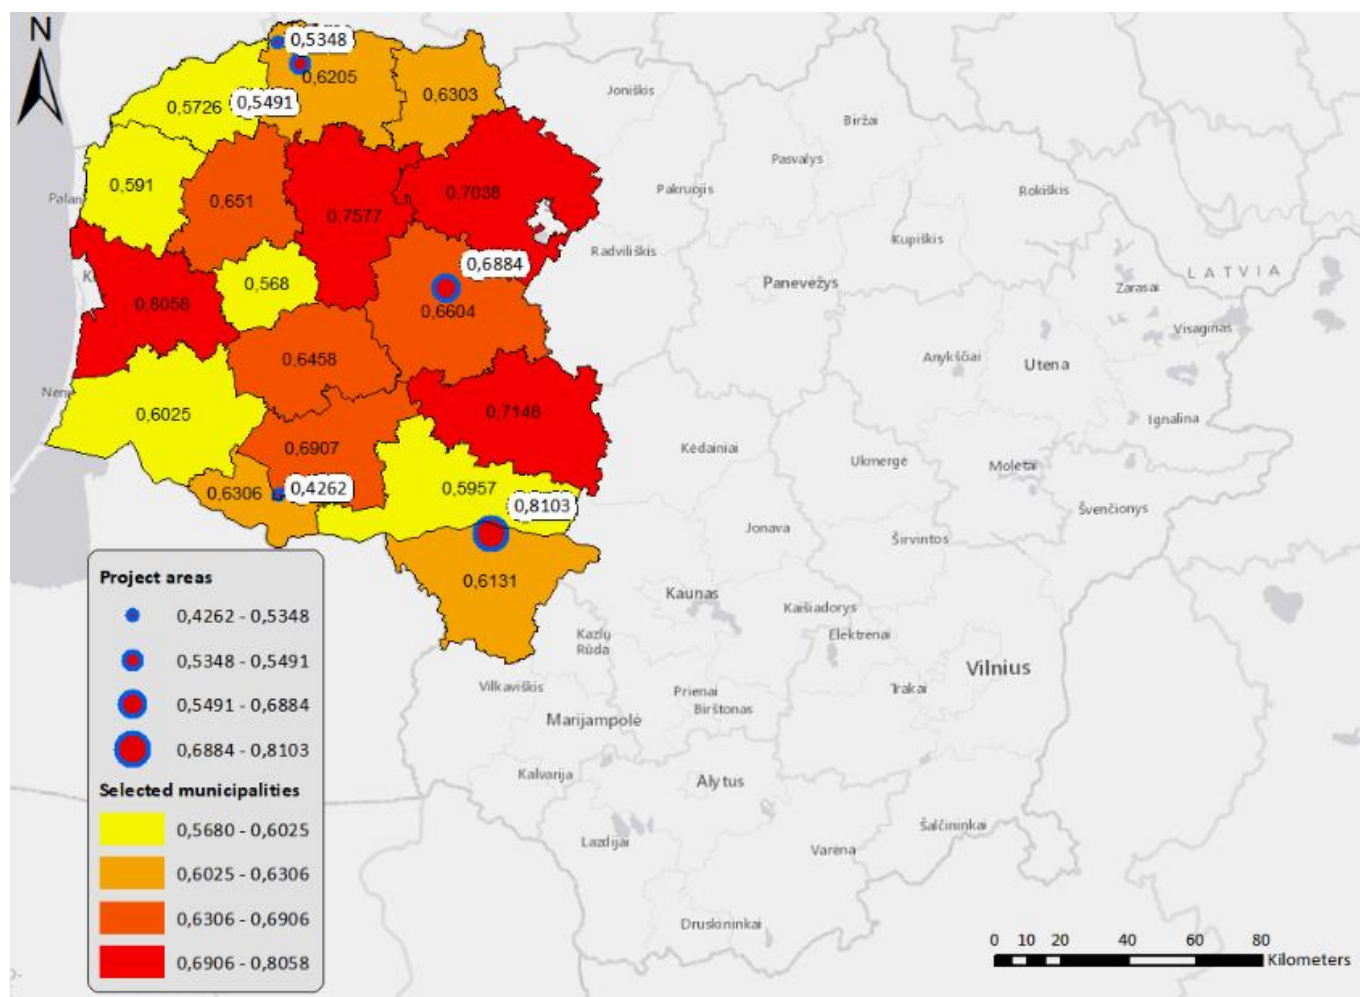 N
0,5348
0,6205
0,6303
0,5726
0,5491
Joniškis
Biržai
Pasvalys
0,591
0,651
0,7577
0,7038
Pakruojis
Rokiškis
Palan
Kupiškis
Radviliškis
0,6884
LATVIA
K
0,8058
0,568
0,6604
Panevėžys
Zarasai
Visaginas
0,6458
Anykščiai
Utena
Nem
0,6025
0,7148
Ignalina
0,6907
Kėdainiai
Ukmergė
Moletai
0,6306
0,4262
0,5957
0,8103
Švenčionys
Jonava
Širvintos
0,6131
Kaunas
Kaišiadorys
Elektrenai
Kazlų
Rūda
Vilnius
Vilkaviškis
Prienai
Trakai
Birštonas
Marijampolė
Kalvarija
Alytus
Šalčininkai
Lazdijai
Varėna
Druskininkai
Project areas
0,4262 - 0,5348
0,5348 - 0,5491
0,5491 - 0,6884
0,6884 - 0,8103
Selected municipalities
0,5680 - 0,6025
0,6025 - 0,6306
0,6306 - 0,6906
0,6906 - 0,8058
0 10 20 40 60 80
Kilometers